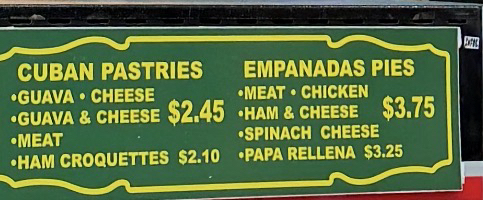 CUBAN PASTRIES
•GUAVA • CHEESE
•GUAVA & CHEESE $2.45
•MEAT
•HAM CROQUETTES $2.10
EMPANADAS PIES
•MEAT • CHICKEN
•HAM & CHEESE $3.75
•SPINACH CHEESE
•PAPA RELLENA $3.25